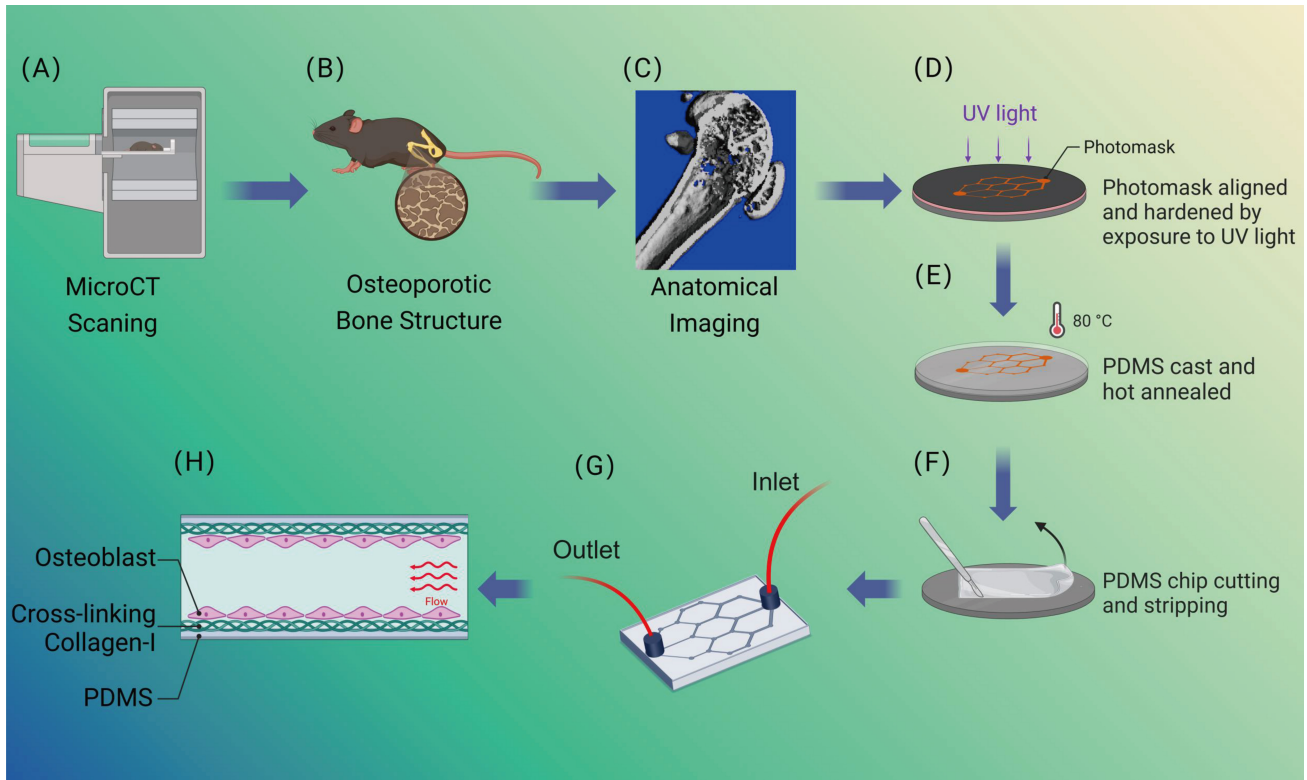 (A)
MicroCT
Scaning
(B)
Osteoporotic
Bone Structure
(C)
Anatomical
Imaging
(D)
UV light
Photomask
Photomask aligned
and hardened by
exposure to UV light
(E)
80 °C
PDMS cast and
hot annealed
(F)
PDMS chip cutting
and stripping
(G)
Inlet
Outlet
(H)
Osteoblast
Cross-linking
Collagen-I
PDMS
Flow